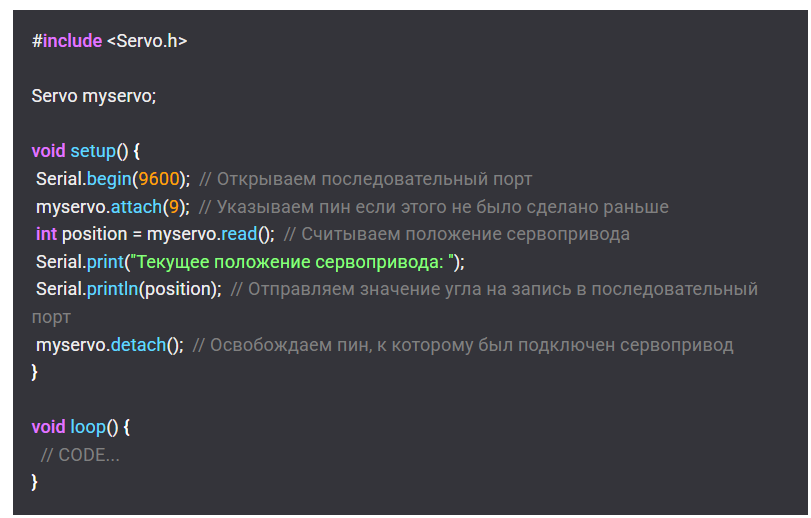 #include <Servo.h>
Servo myservo;
void setup() {
Serial.begin(9600);  // Открываем последовательный порт
myservo.attach(9);  // Указываем пин если этого не было сделано раньше
int position = myservo.read();  // Считываем положение сервопривода
Serial.print("Текущее положение сервопривода: ");
Serial.println(position);  // Отправляем значение угла на запись в последовательный
порт
myservo.detach();  // Освобождаем пин, к которому был подключен сервопривод
}
void loop() {
// CODE...
}